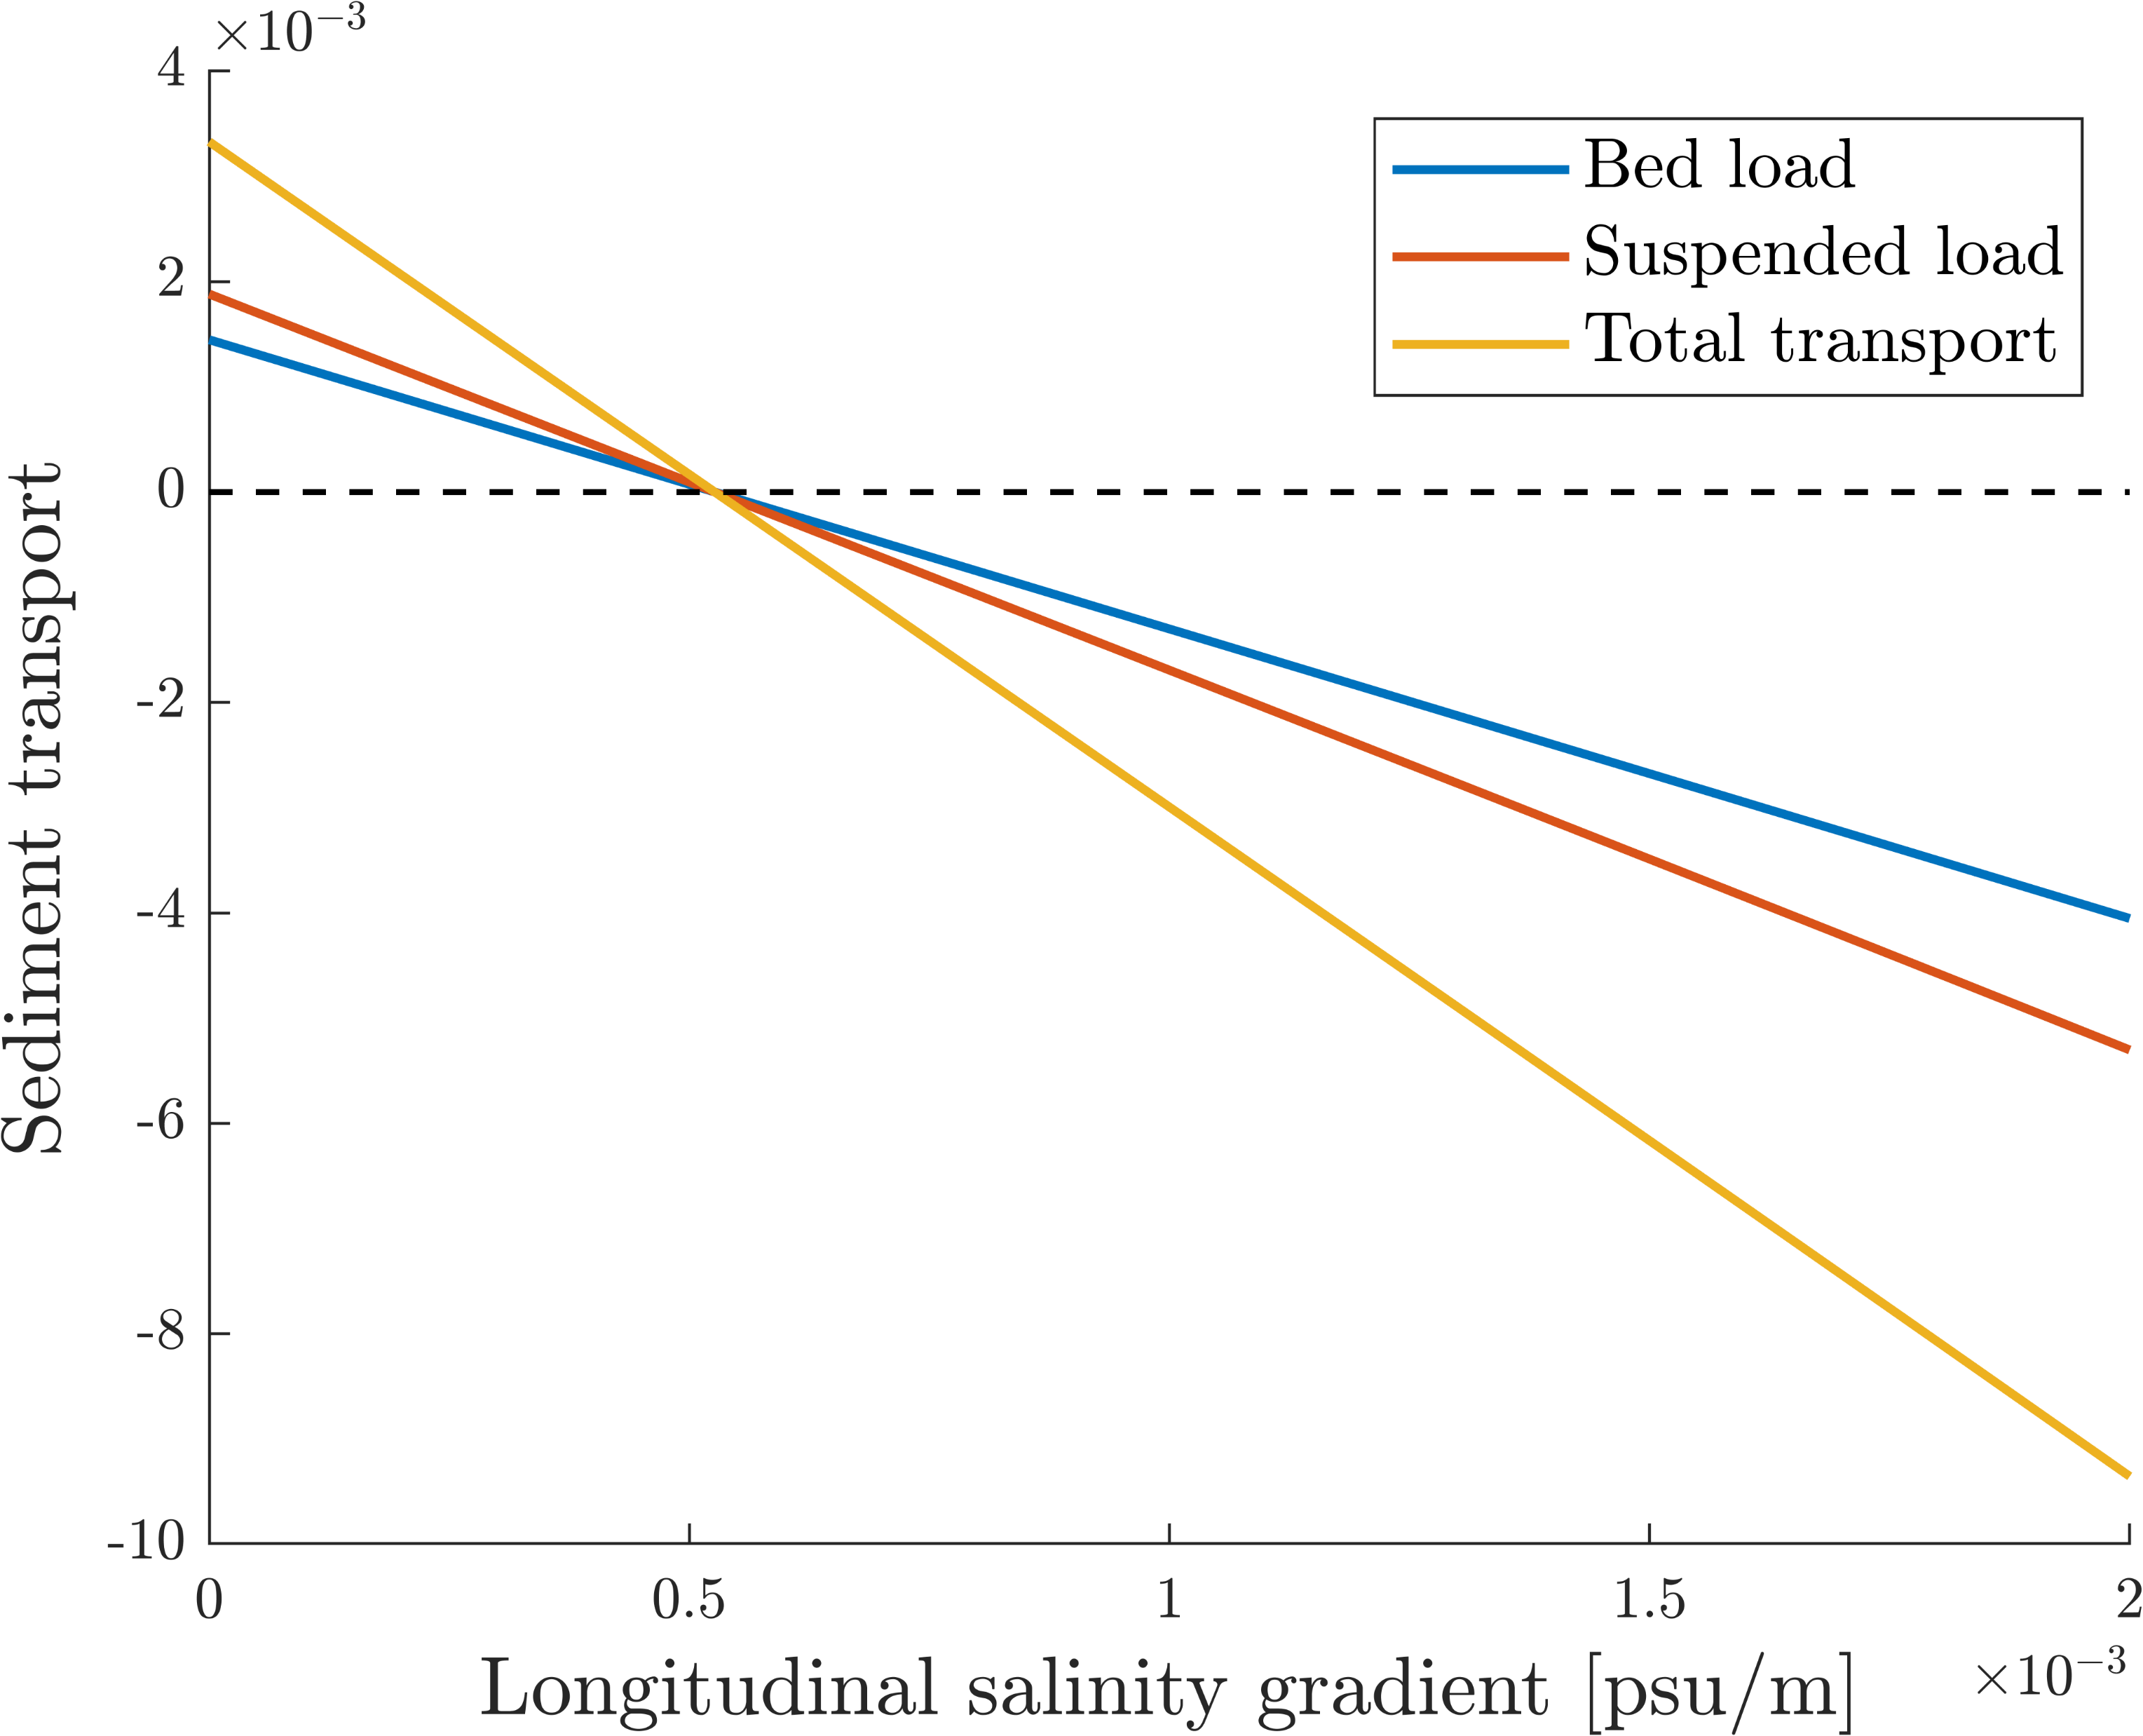 ×10⁻³
4
2
0
-2
-4
-6
-8
-10
Sediment transport
Bed load
Suspended load
Total transport
0 0.5 1 1.5 2
Longitudinal salinity gradient [psu/m] ×10⁻³